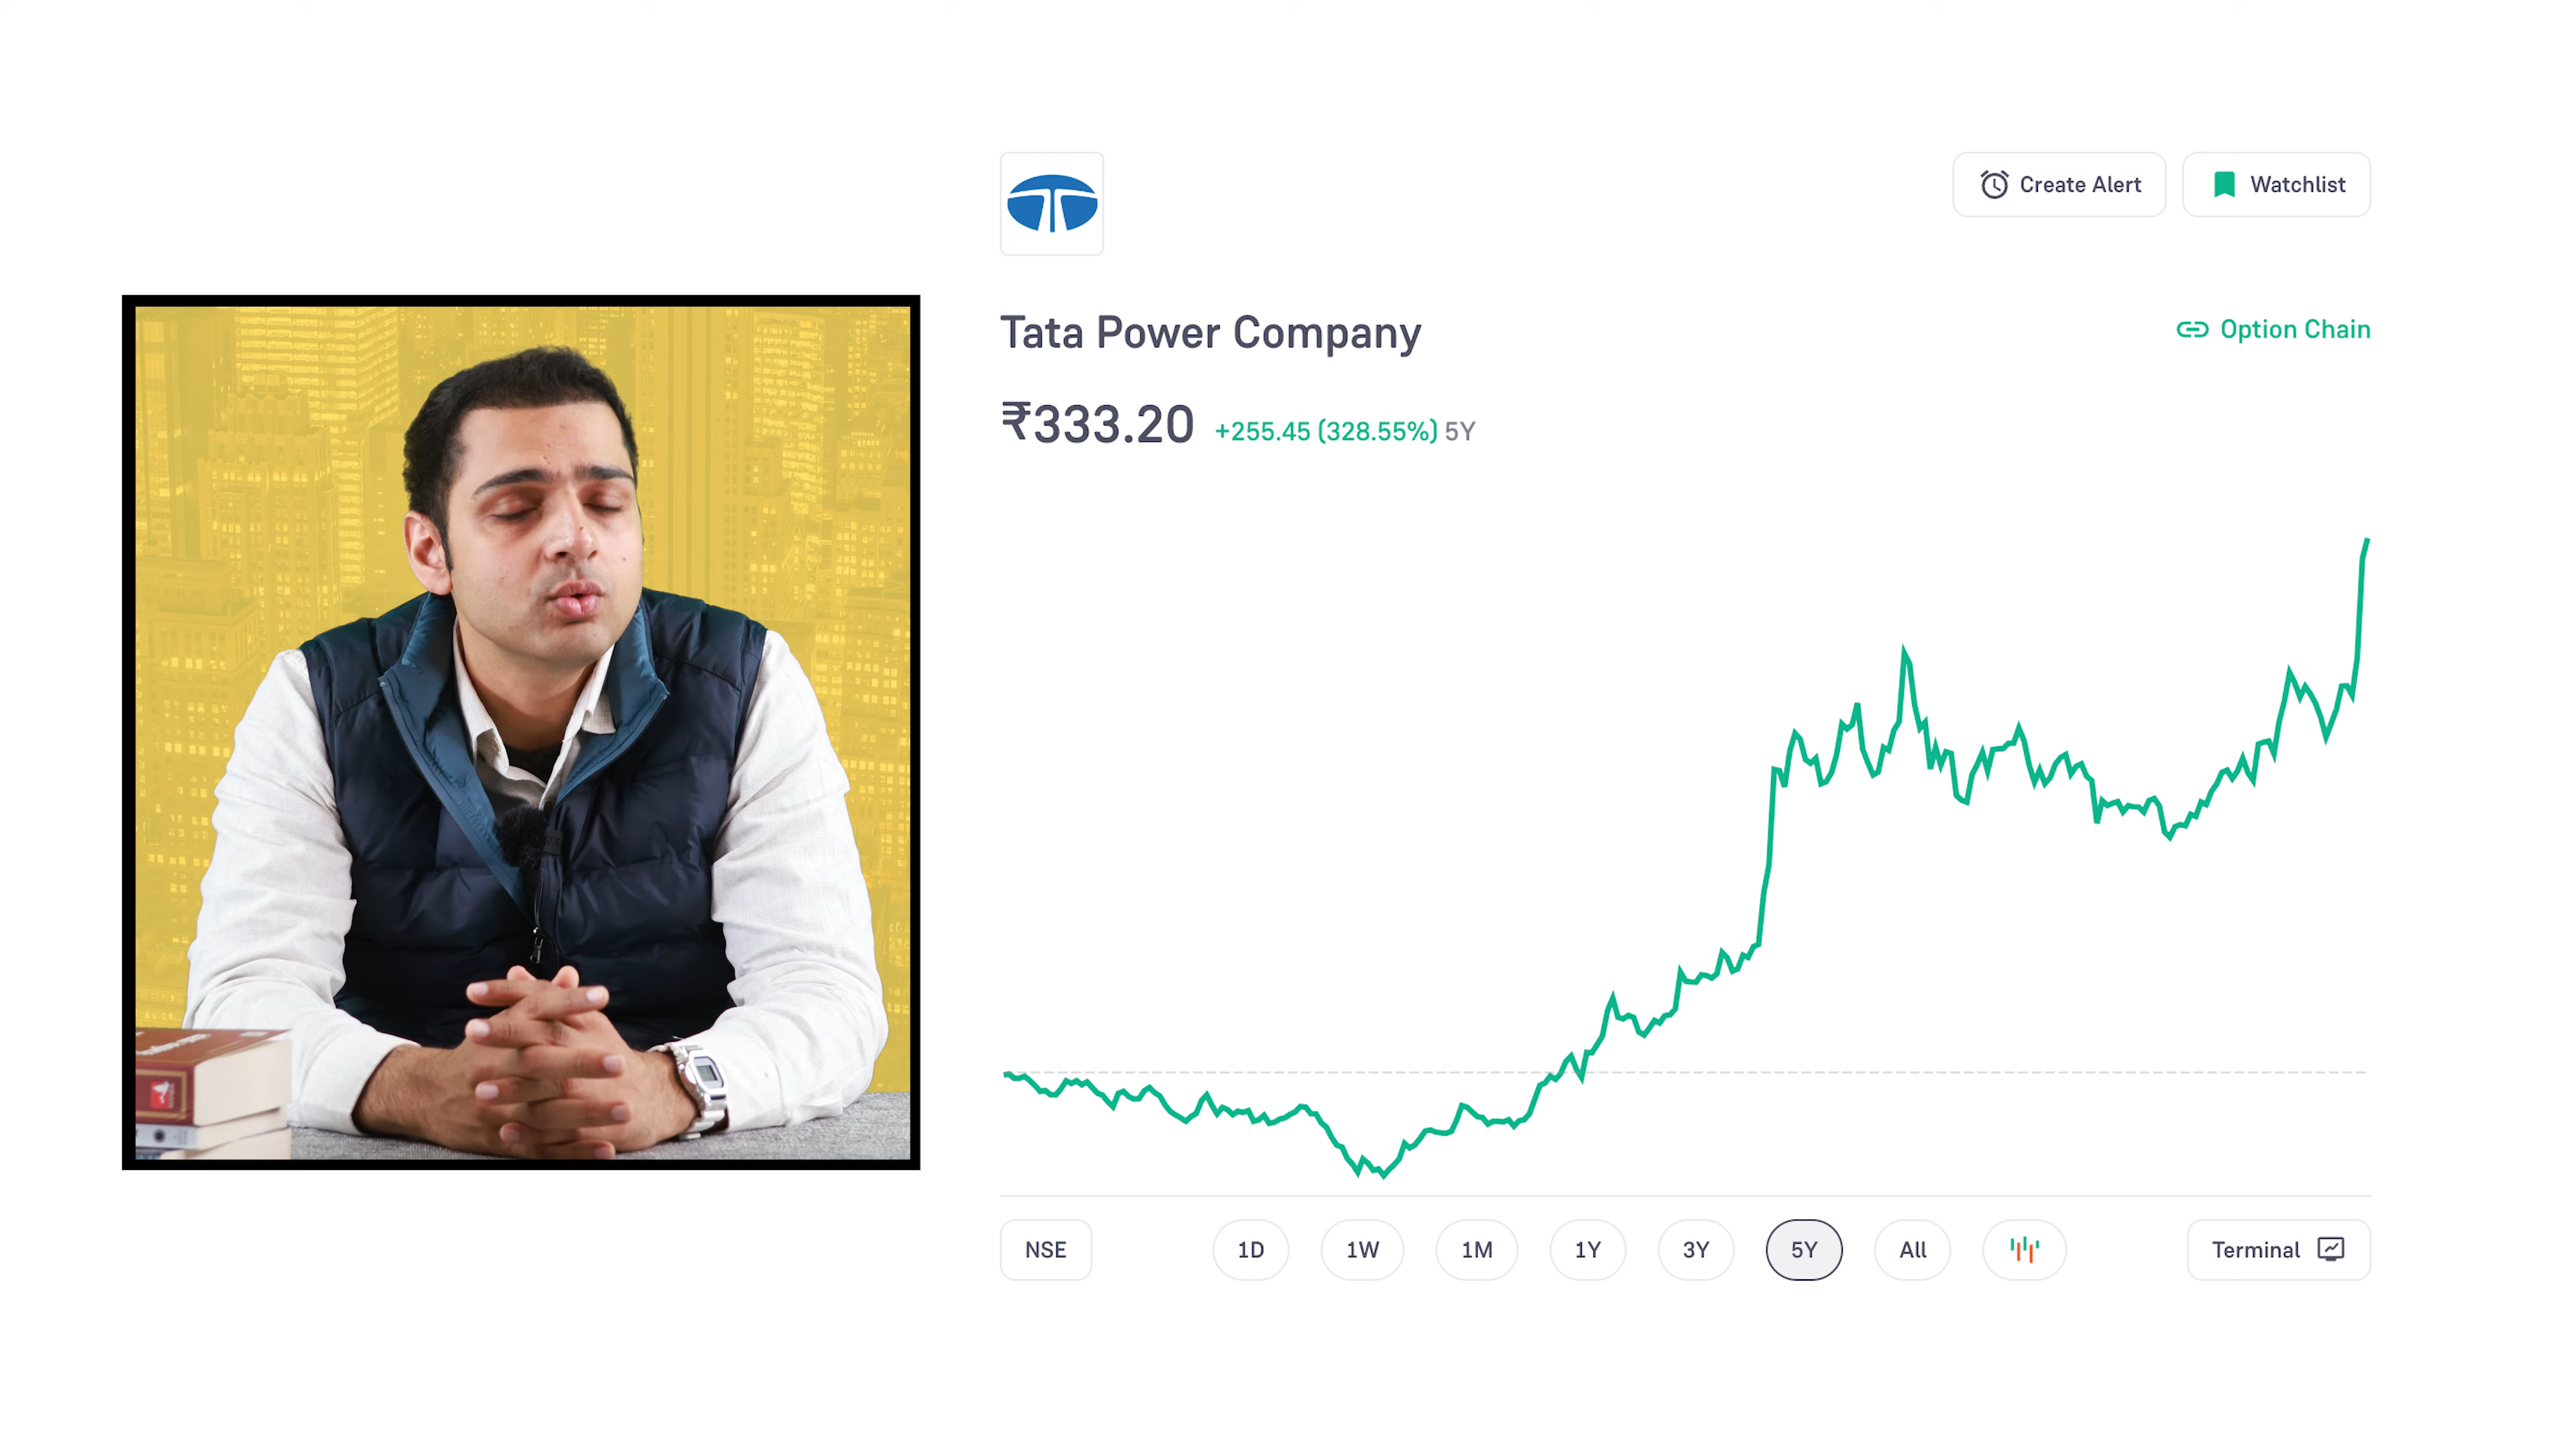 Create Alert
Watchlist
Tata Power Company
Option Chain
₹333.20 +255.45 (328.55%) 5Y
NSE
1D
1W
1M
1Y
3Y
5Y
All
Terminal